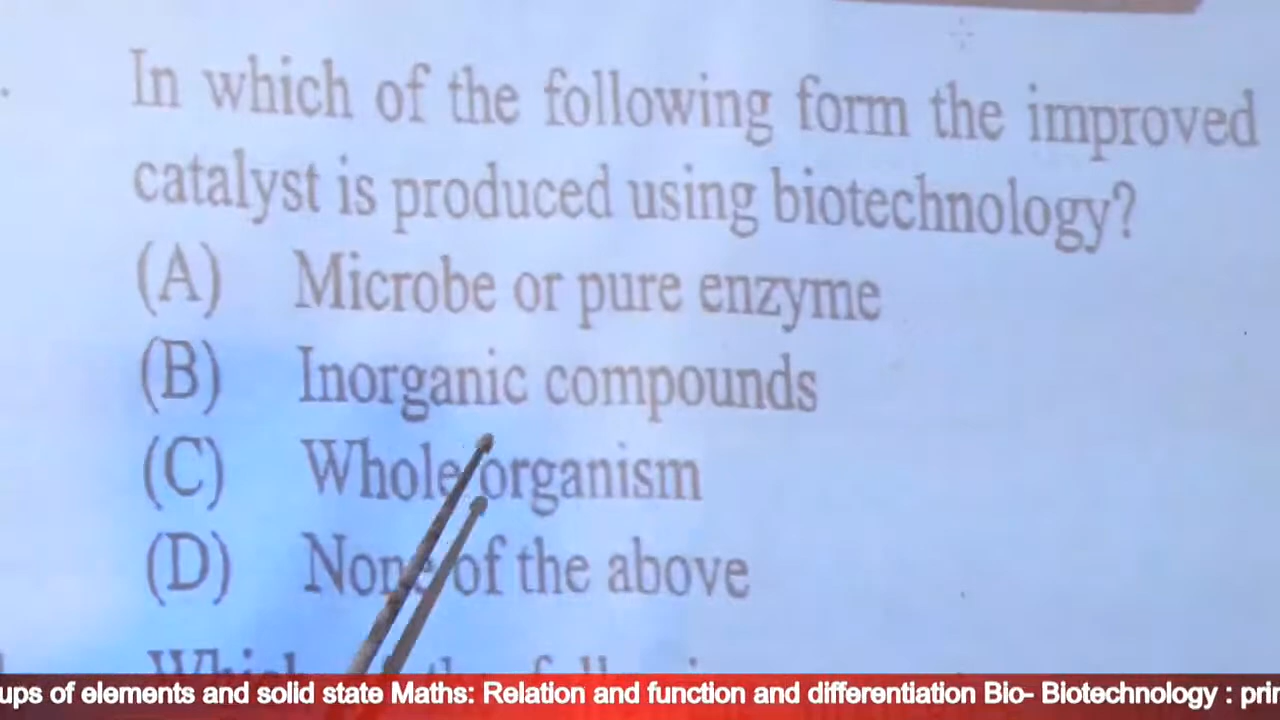 In which of the following form the improved
catalyst is produced using biotechnology?
(A) Microbe or pure enzyme
(B) Inorganic compounds
(C) Whole organism
(D) None of the above
ups of elements and solid state Maths: Relation and function and differentiation Bio- Biotechnology : prin